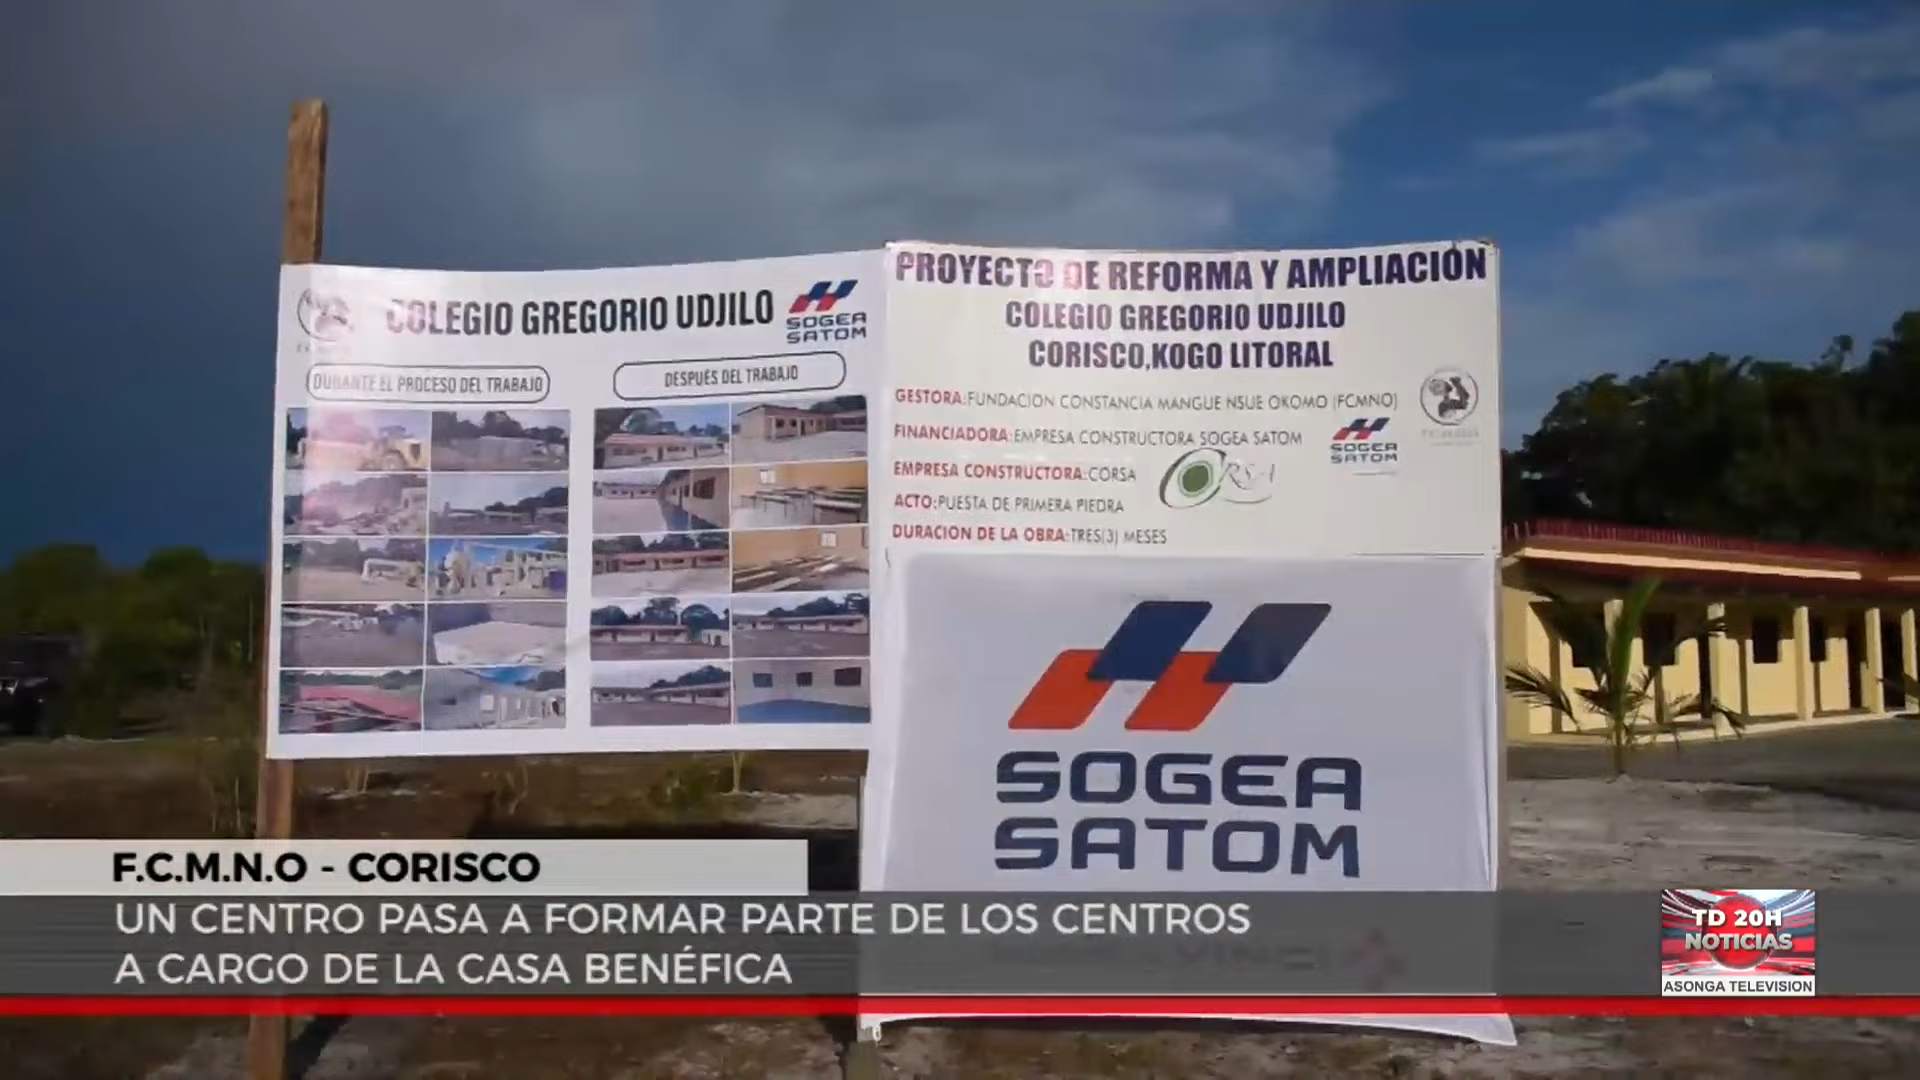 COLEGIO GREGORIO UDJILO
SOGEA
SATOM
DURANTE EL PROCESO DEL TRABAJO
DESPUÉS DEL TRABAJO
PROYECTO DE REFORMA Y AMPLIACIÓN
COLEGIO GREGORIO UDJILO
CORISCO,KOGO LITORAL
GESTORA:FUNDACION CONSTANCIA MANGUE NSUE OKOMO (FCMNO)
FINANCIADORA:EMPRESA CONSTRUCTORA SOGEA SATOM
SOGEA
SATOM
EMPRESA CONSTRUCTORA:CORSA
CORSA
ACTO:PUESTA DE PRIMERA PIEDRA
DURACION DE LA OBRA:TRES(3) MESES
SOGEA
SATOM
VINCI
F.C.M.N.O - CORISCO
UN CENTRO PASA A FORMAR PARTE DE LOS CENTROS
A CARGO DE LA CASA BENÉFICA
TD 20H
NOTICIAS
ASONGA TELEVISION